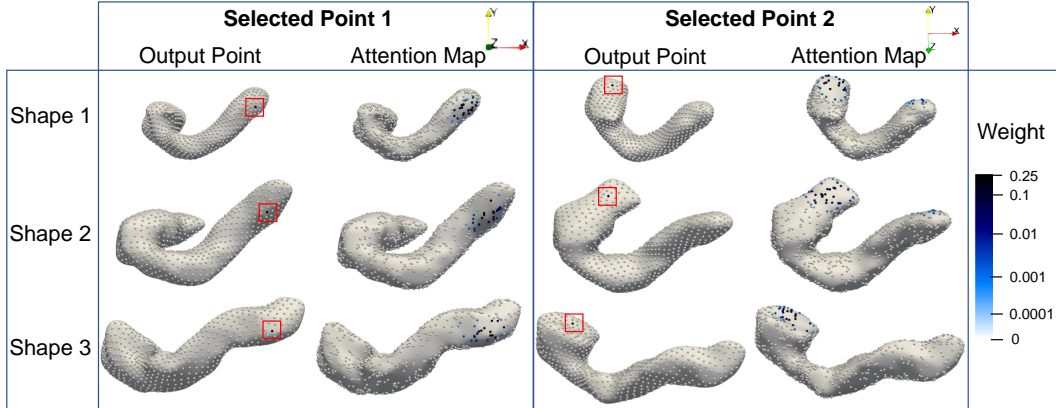 Selected Point 1
Y
Z
X
Selected Point 2
Y
X
Z
Output Point
Attention Map
Output Point
Attention Map
Shape 1
Shape 2
Shape 3
Weight
0.25
0.1
0.01
0.001
0.0001
0